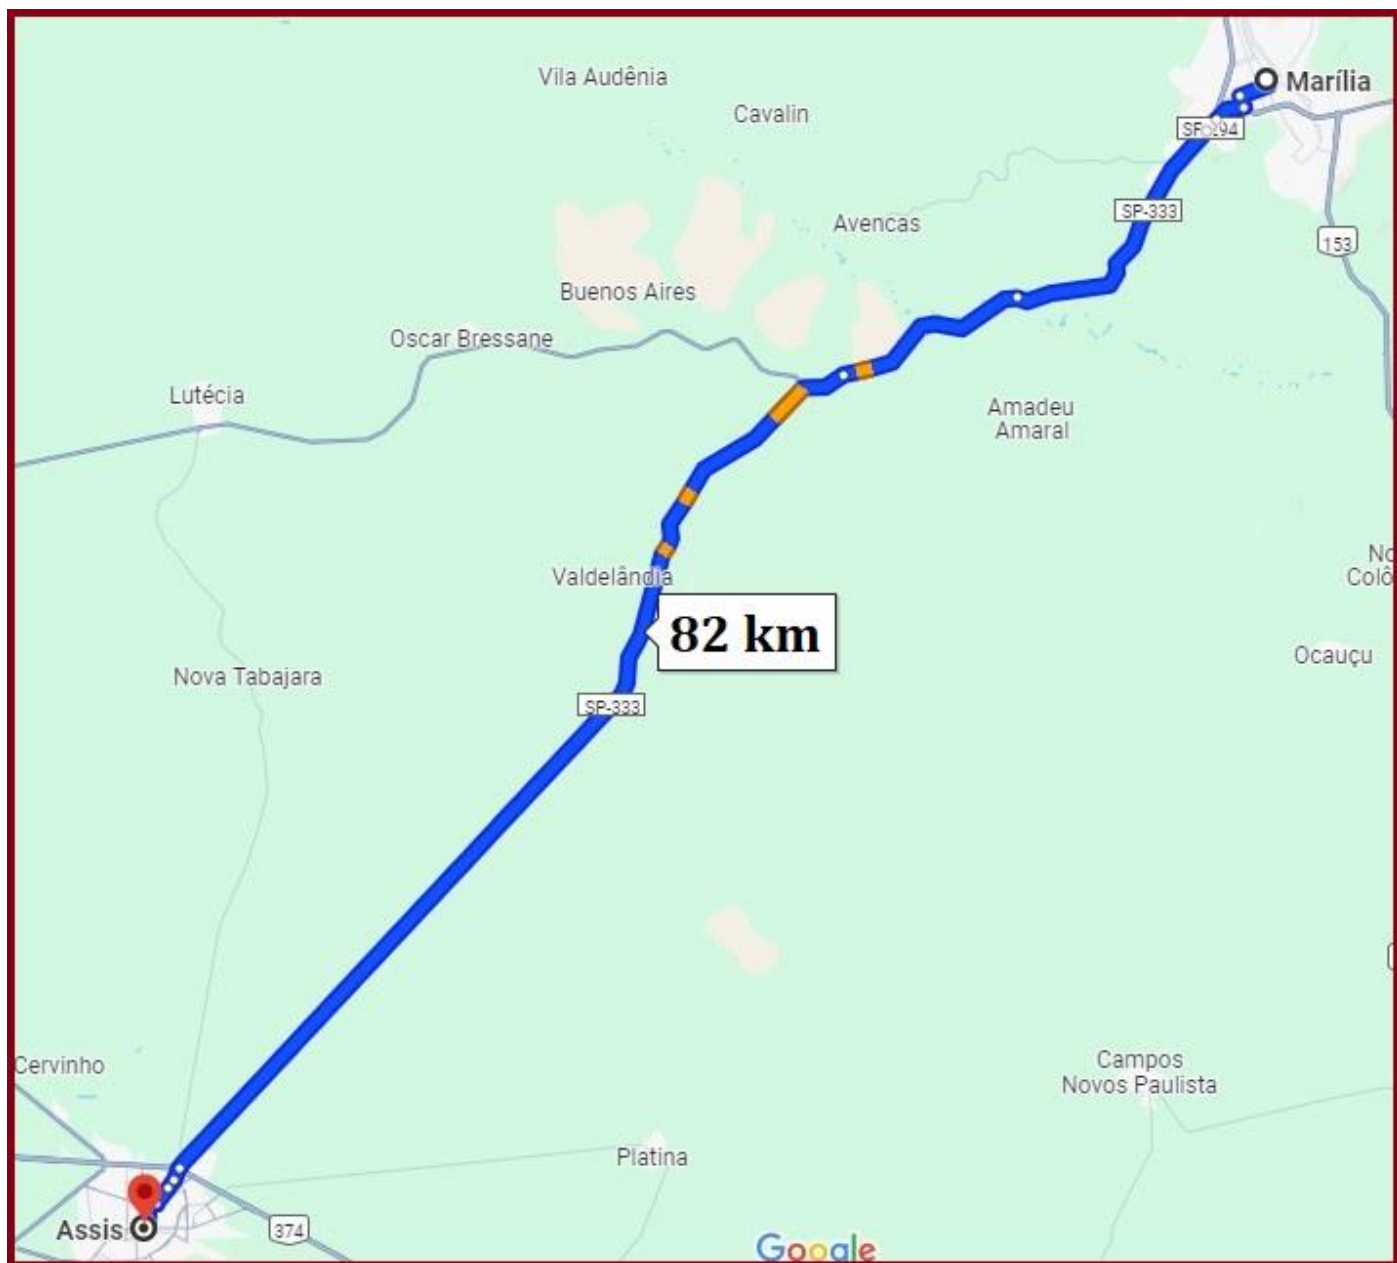 Vila Audênia
Marília
Cavalin
SP-333
Avencas
153
Buenos Aires
Oscar Bressane
Lutécia
Amadeu
Amaral
Valdelândia
82 km
Ocauçu
Nova Tabajara
SP-333
Cervinho
Campos
Novos Paulista
Platina
Assis
374
Google